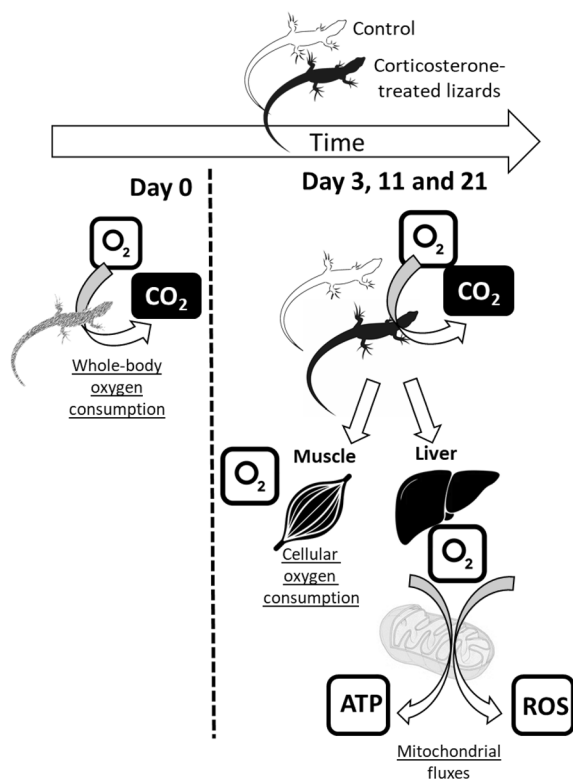 Control
Corticosterone-
treated lizards
Time
Day 0
Day 3, 11 and 21
O2
CO2
Whole-body
oxygen
consumption
O2
CO2
Muscle
Liver
O2
Cellular
oxygen
consumption
O2
ATP
ROS
Mitochondrial
fluxes